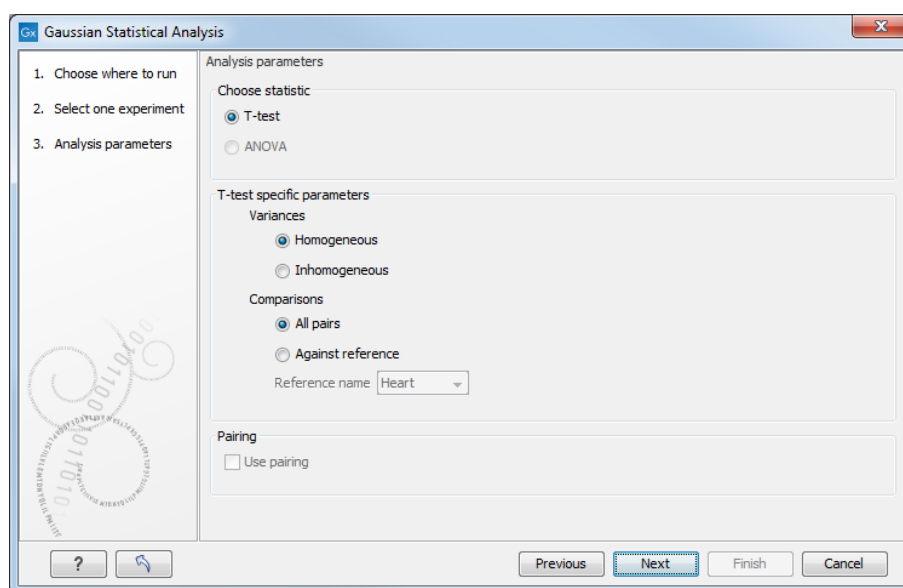 Gx Gaussian Statistical Analysis
1. Choose where to run
2. Select one experiment
3. Analysis parameters
Analysis parameters
Choose statistic
T-test
ANOVA
T-test specific parameters
Variances
Homogeneous
Inhomogeneous
Comparisons
All pairs
Against reference
Reference name Heart
Pairing
Use pairing
? Previous Next Finish Cancel